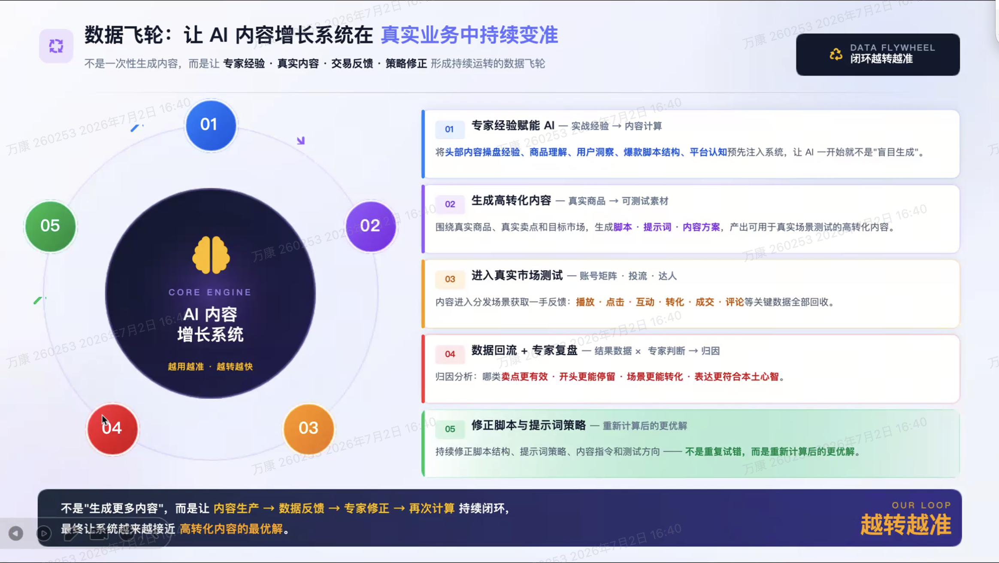 数据飞轮：让 AI 内容增长系统在 真实业务中持续变准
不是一次性生成内容，而是让 专家经验 · 真实内容 · 交易反馈 · 策略修正 形成持续运转的数据飞轮
DATA FLYWHEEL
闭环越转越准
01
02
03
04
05
CORE ENGINE
AI 内容
增长系统
越用越准 · 越转越快
01 专家经验赋能 AI — 实战经验 → 内容计算
将头部内容操盘经验、商品理解、用户洞察、爆款脚本结构、平台认知预先注入系统，让 AI 一开始就不是"盲目生成"。
02 生成高转化内容 — 真实商品 → 可测试素材
围绕真实商品、真实卖点和目标市场，生成脚本 · 提示词 · 内容方案，产出可用于真实场景测试的高转化内容。
03 进入真实市场测试 — 账号矩阵 · 投流 · 达人
内容进入分发场景获取一手反馈：播放 · 点击 · 互动 · 转化 · 成交 · 评论等关键数据全部回收。
04 数据回流 + 专家复盘 — 结果数据 × 专家判断 → 归因
归因分析：哪类卖点更有效 · 开头更能停留 · 场景更能转化 · 表达更符合本土心智。
05 修正脚本与提示词策略 — 重新计算后的更优解
持续修正脚本结构、提示词策略、内容指令和测试方向 —— 不是重复试错，而是重新计算后的更优解。
不是"生成更多内容"，而是让 内容生产 → 数据反馈 → 专家修正 → 再次计算 持续闭环，
最终让系统越来越接近 高转化内容的最优解。
OUR LOOP
越转越准
万康 260253 2026年7月2日 16:40